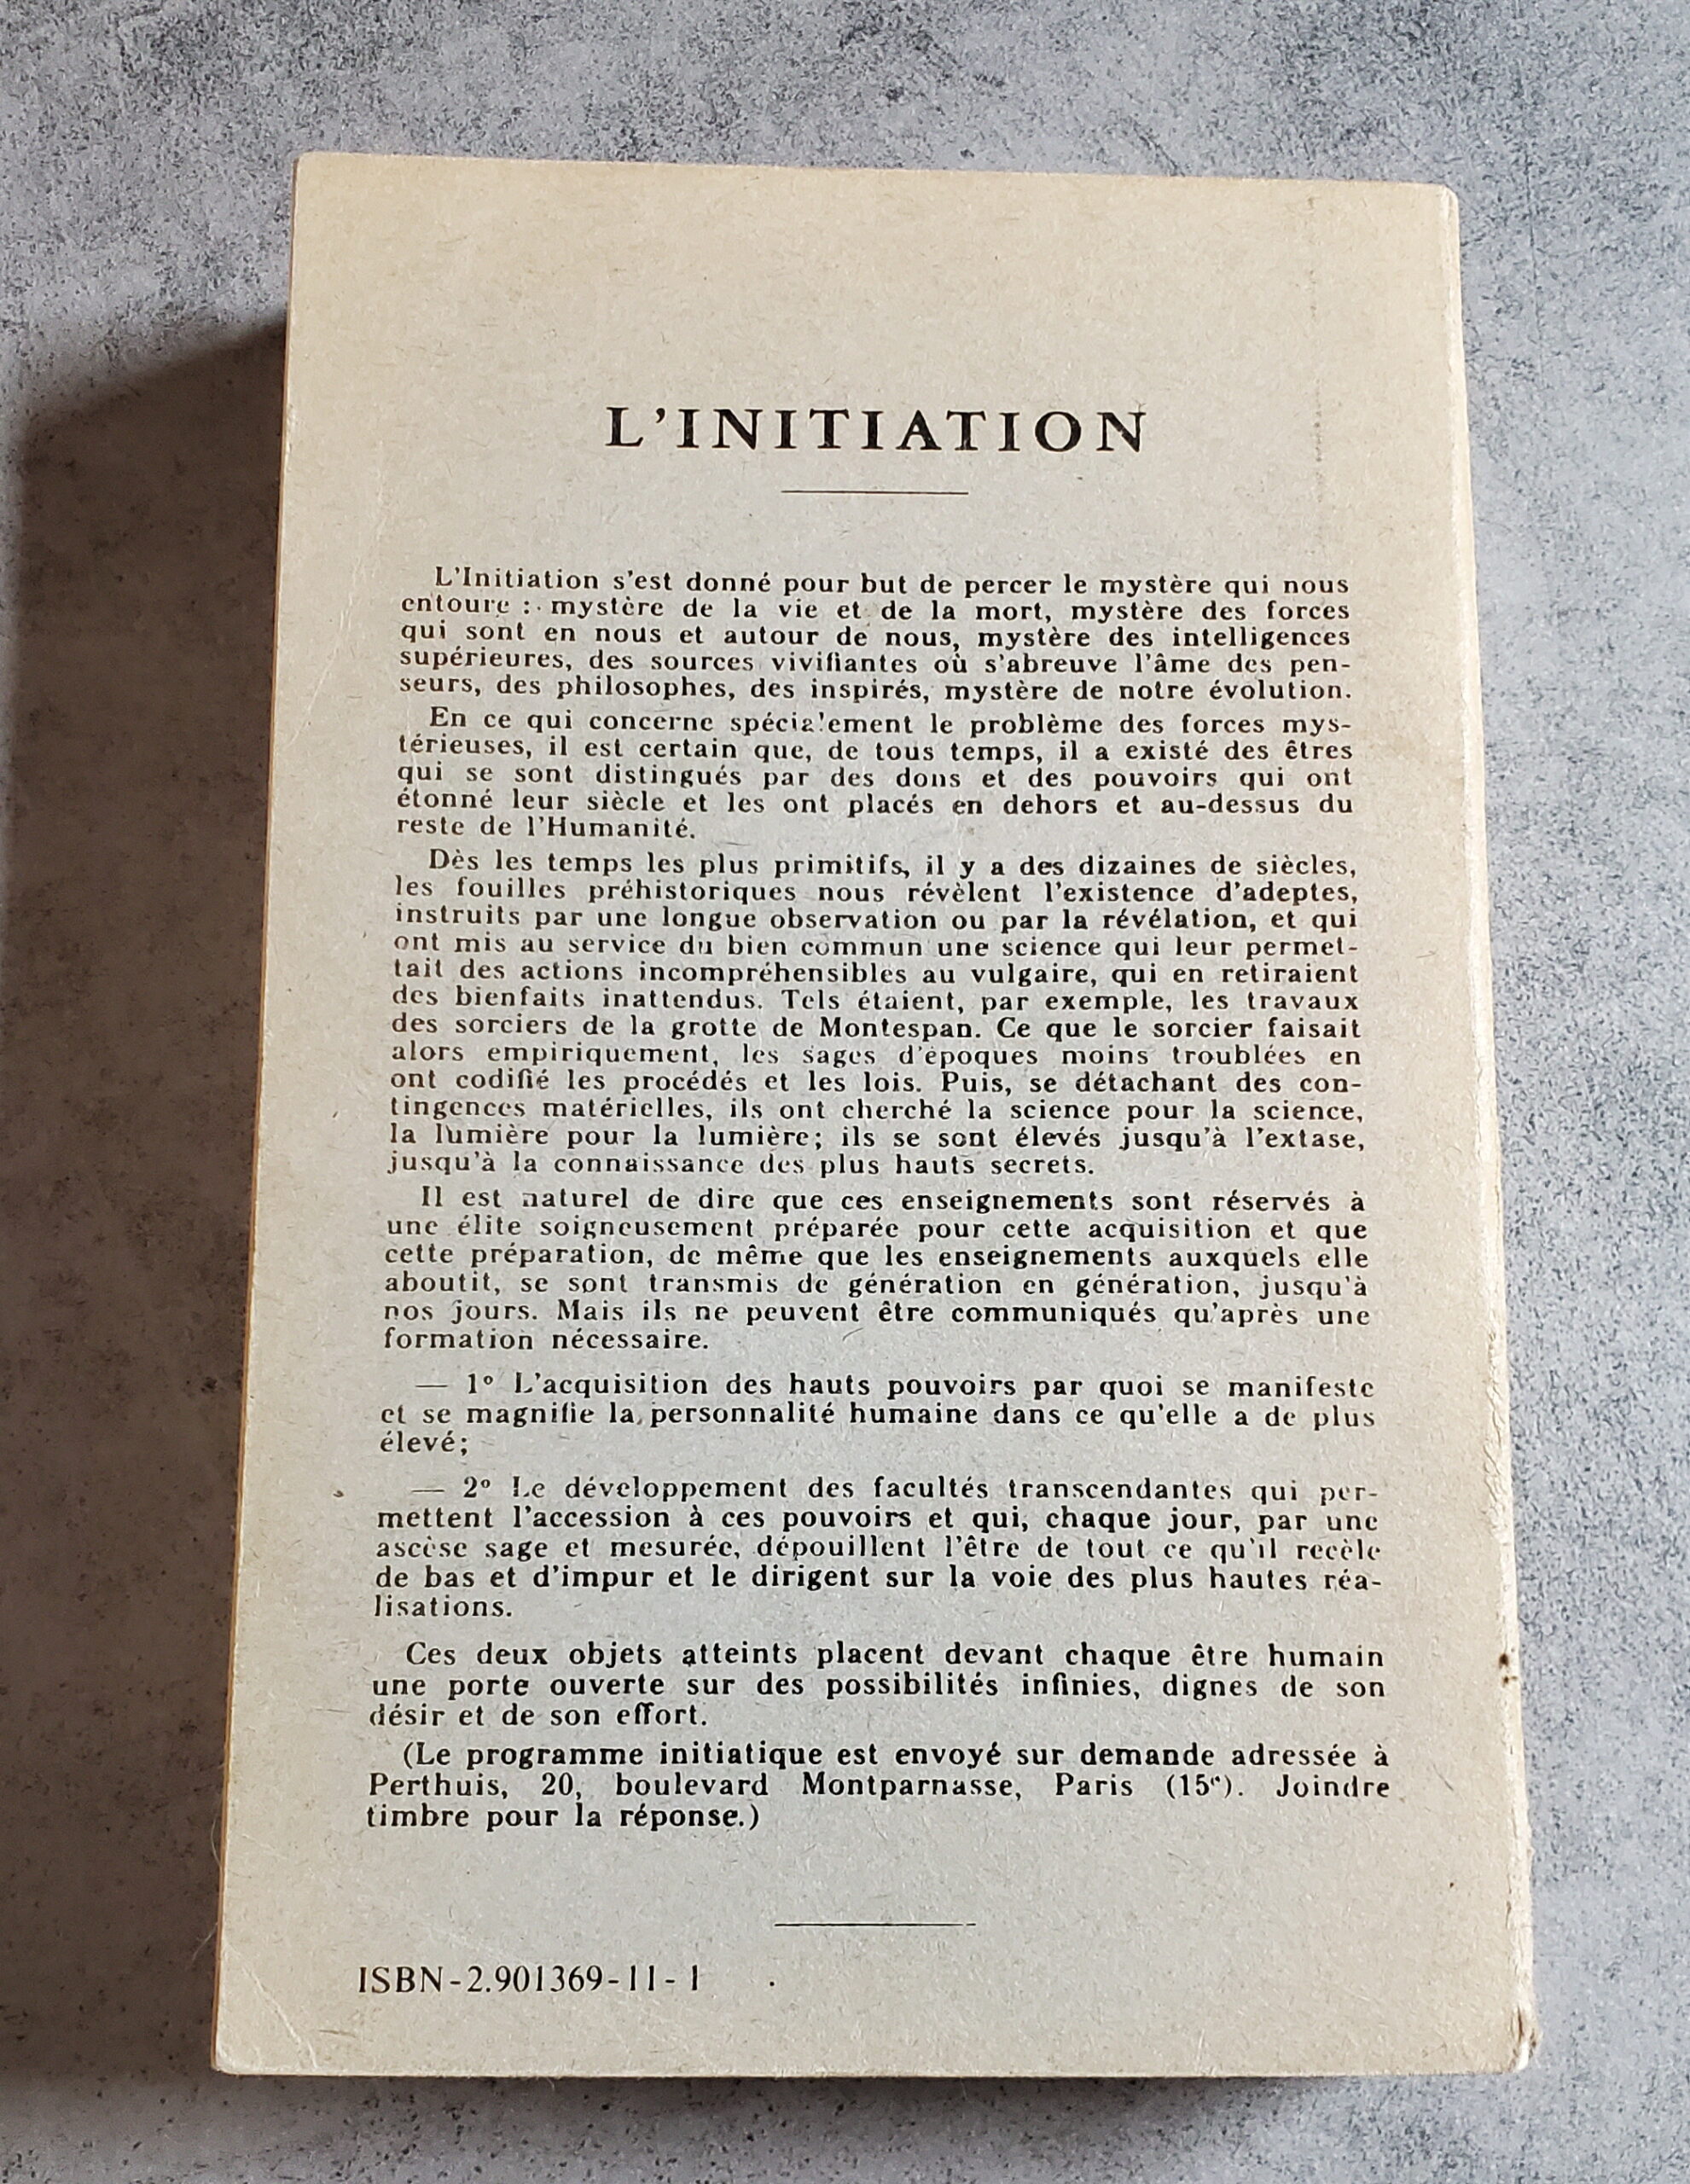 L'INITIATION
L'Initiation s'est donné pour but de percer le mystère qui nous
entoure : mystère de la vie et de la mort, mystère des forces
qui sont en nous et autour de nous, mystère des intelligences
supérieures, des sources vivifiantes où s'abreuve l'âme des pen-
seurs, des philosophes, des inspirés, mystère de notre évolution.
En ce qui concerne spécialement le problème des forces mys-
térieuses, il est certain que, de tous temps, il a existé des êtres
qui se sont distingués par des dons et des pouvoirs qui ont
étonné leur siècle et les ont placés en dehors et au-dessus du
reste de l'Humanité.
Dès les temps les plus primitifs, il y a des dizaines de siècles,
les fouilles préhistoriques nous révèlent l'existence d'adeptes,
instruits par une longue observation ou par la révélation, et qui
ont mis au service du bien commun une science qui leur permet-
tait des actions incompréhensibles au vulgaire, qui en retiraient
des bienfaits inattendus. Tels étaient, par exemple, les travaux
des sorciers de la grotte de Montespan. Ce que le sorcier faisait
alors empiriquement, les sages d'époques moins troublées en
ont codifié les procédés et les lois. Puis, se détachant des con-
tingences matérielles, ils ont cherché la science pour la science,
la lumière pour la lumière; ils se sont élevés jusqu'à l'extase,
jusqu'à la connaissance des plus hauts secrets.
Il est naturel de dire que ces enseignements sont réservés à
une élite soigneusement préparée pour cette acquisition et que
cette préparation, de même que les enseignements auxquels elle
aboutit, se sont transmis de génération en génération, jusqu'à
nos jours. Mais ils ne peuvent être communiqués qu'après une
formation nécessaire.
— 1° L'acquisition des hauts pouvoirs par quoi se manifeste
et se magnifie la personnalité humaine dans ce qu'elle a de plus
élevé;
— 2° Le développement des facultés transcendantes qui per-
mettent l'accession à ces pouvoirs et qui, chaque jour, par une
ascèse sage et mesurée, dépouillent l'être de tout ce qu'il recèle
de bas et d'impur et le dirigent sur la voie des plus hautes réa-
lisations.
Ces deux objets atteints placent devant chaque être humain
une porte ouverte sur des possibilités infinies, dignes de son
désir et de son effort.
(Le programme initiatique est envoyé sur demande adressée à
Perthuis, 20, boulevard Montparnasse, Paris (15e). Joindre
timbre pour la réponse.)
ISBN-2.901369-11-1